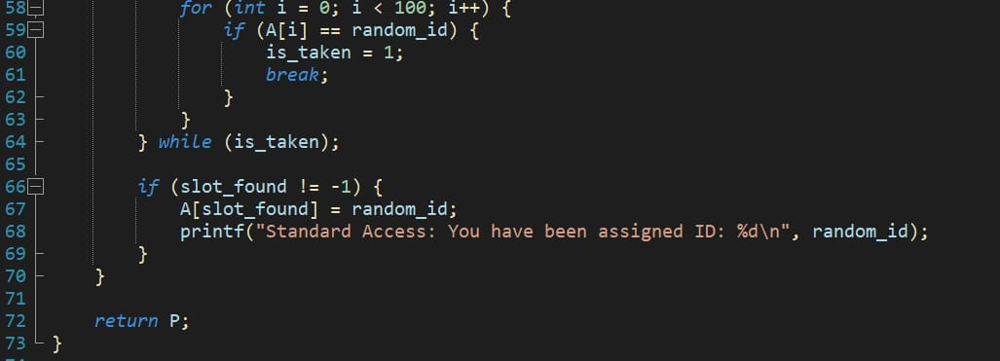 58 for (int i = 0; i < 100; i++) {
59 if (A[i] == random_id) {
60 is_taken = 1;
61 break;
62 }
63 }
64 } while (is_taken);
65
66 if (slot_found != -1) {
67 A[slot_found] = random_id;
68 printf("Standard Access: You have been assigned ID: %d\n", random_id);
69 }
70 }
71
72 return P;
73 }